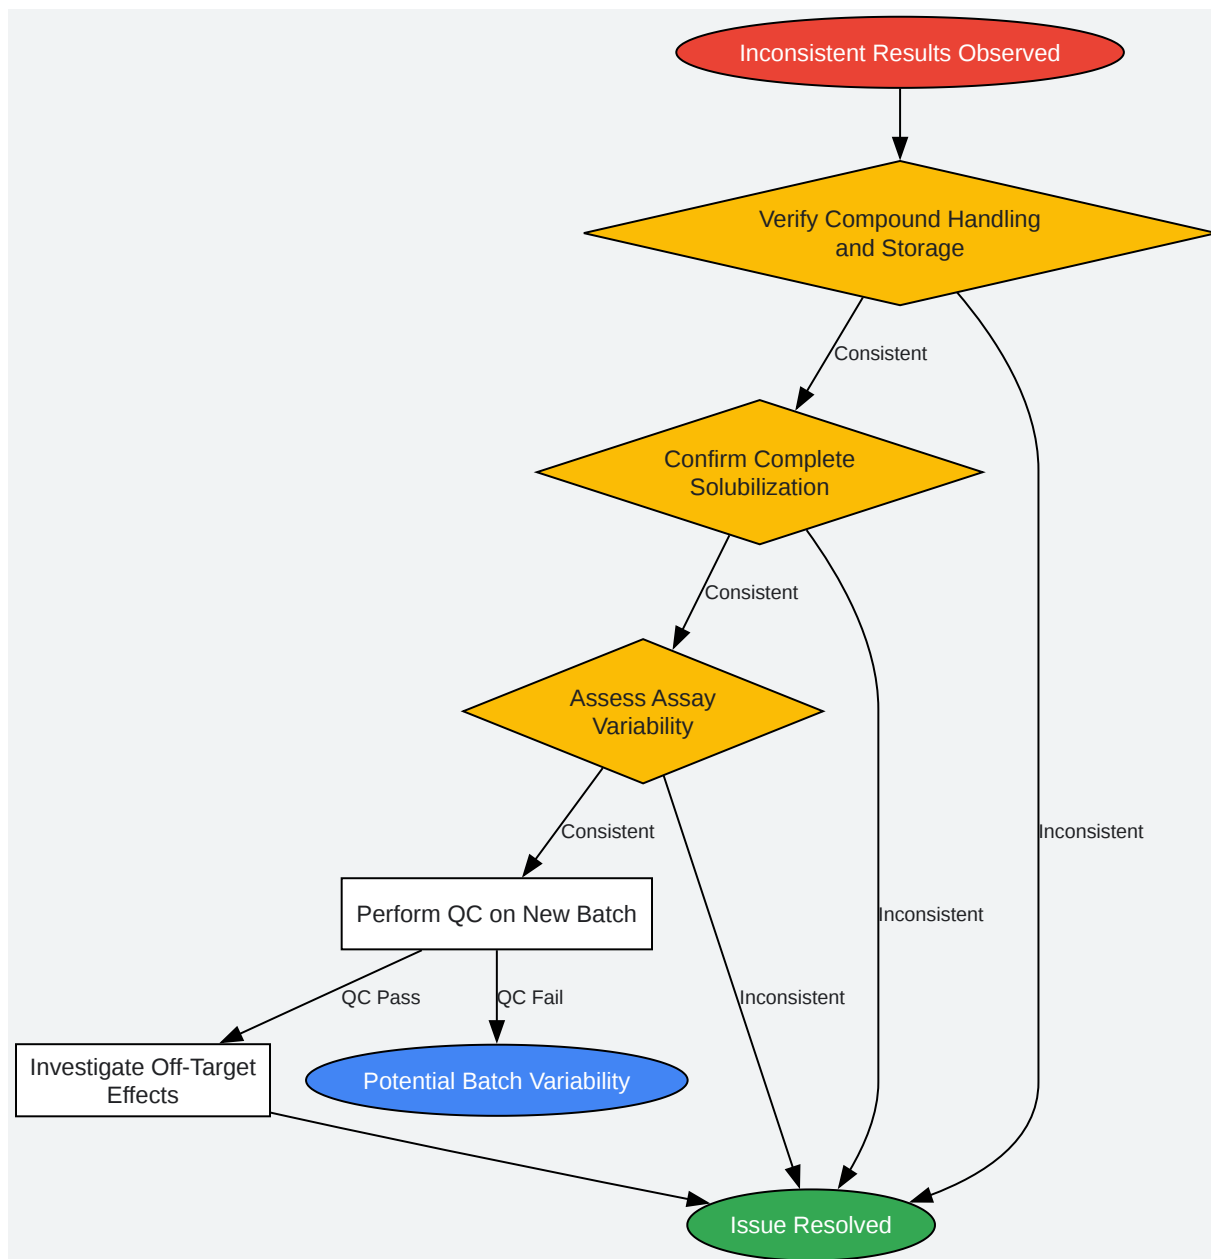 Inconsistent Results Observed
Verify Compound Handling
and Storage
Consistent
Confirm Complete
Solubilization
Consistent
Assess Assay
Variability
Consistent
Inconsistent
Perform QC on New Batch
Inconsistent
QC Pass
QC Fail
Inconsistent
Investigate Off-Target
Effects
Potential Batch Variability
Issue Resolved